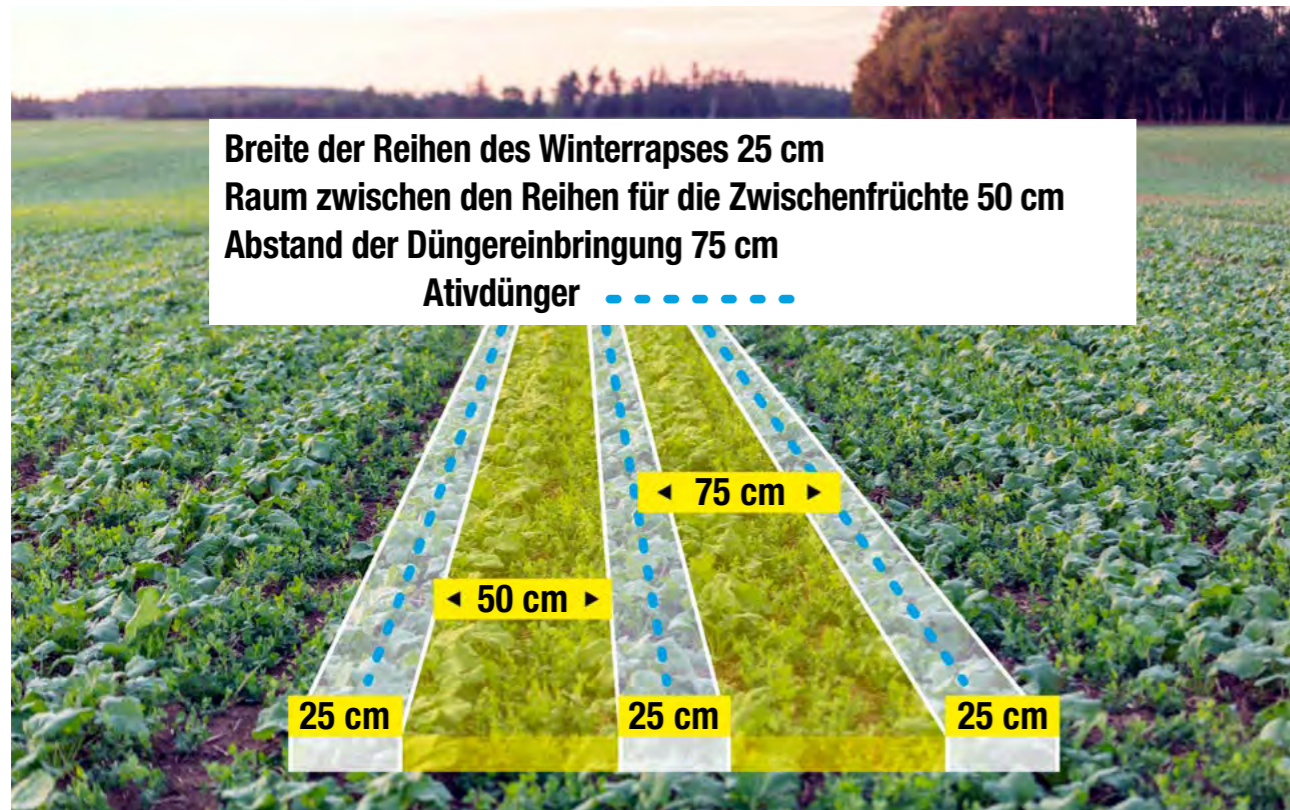 Breite der Reihen des Winterrapses 25 cm
Raum zwischen den Reihen für die Zwischenfrüchte 50 cm
Abstand der Düngereinbringung 75 cm
Ativdünger
75 cm
50 cm
25 cm
25 cm
25 cm